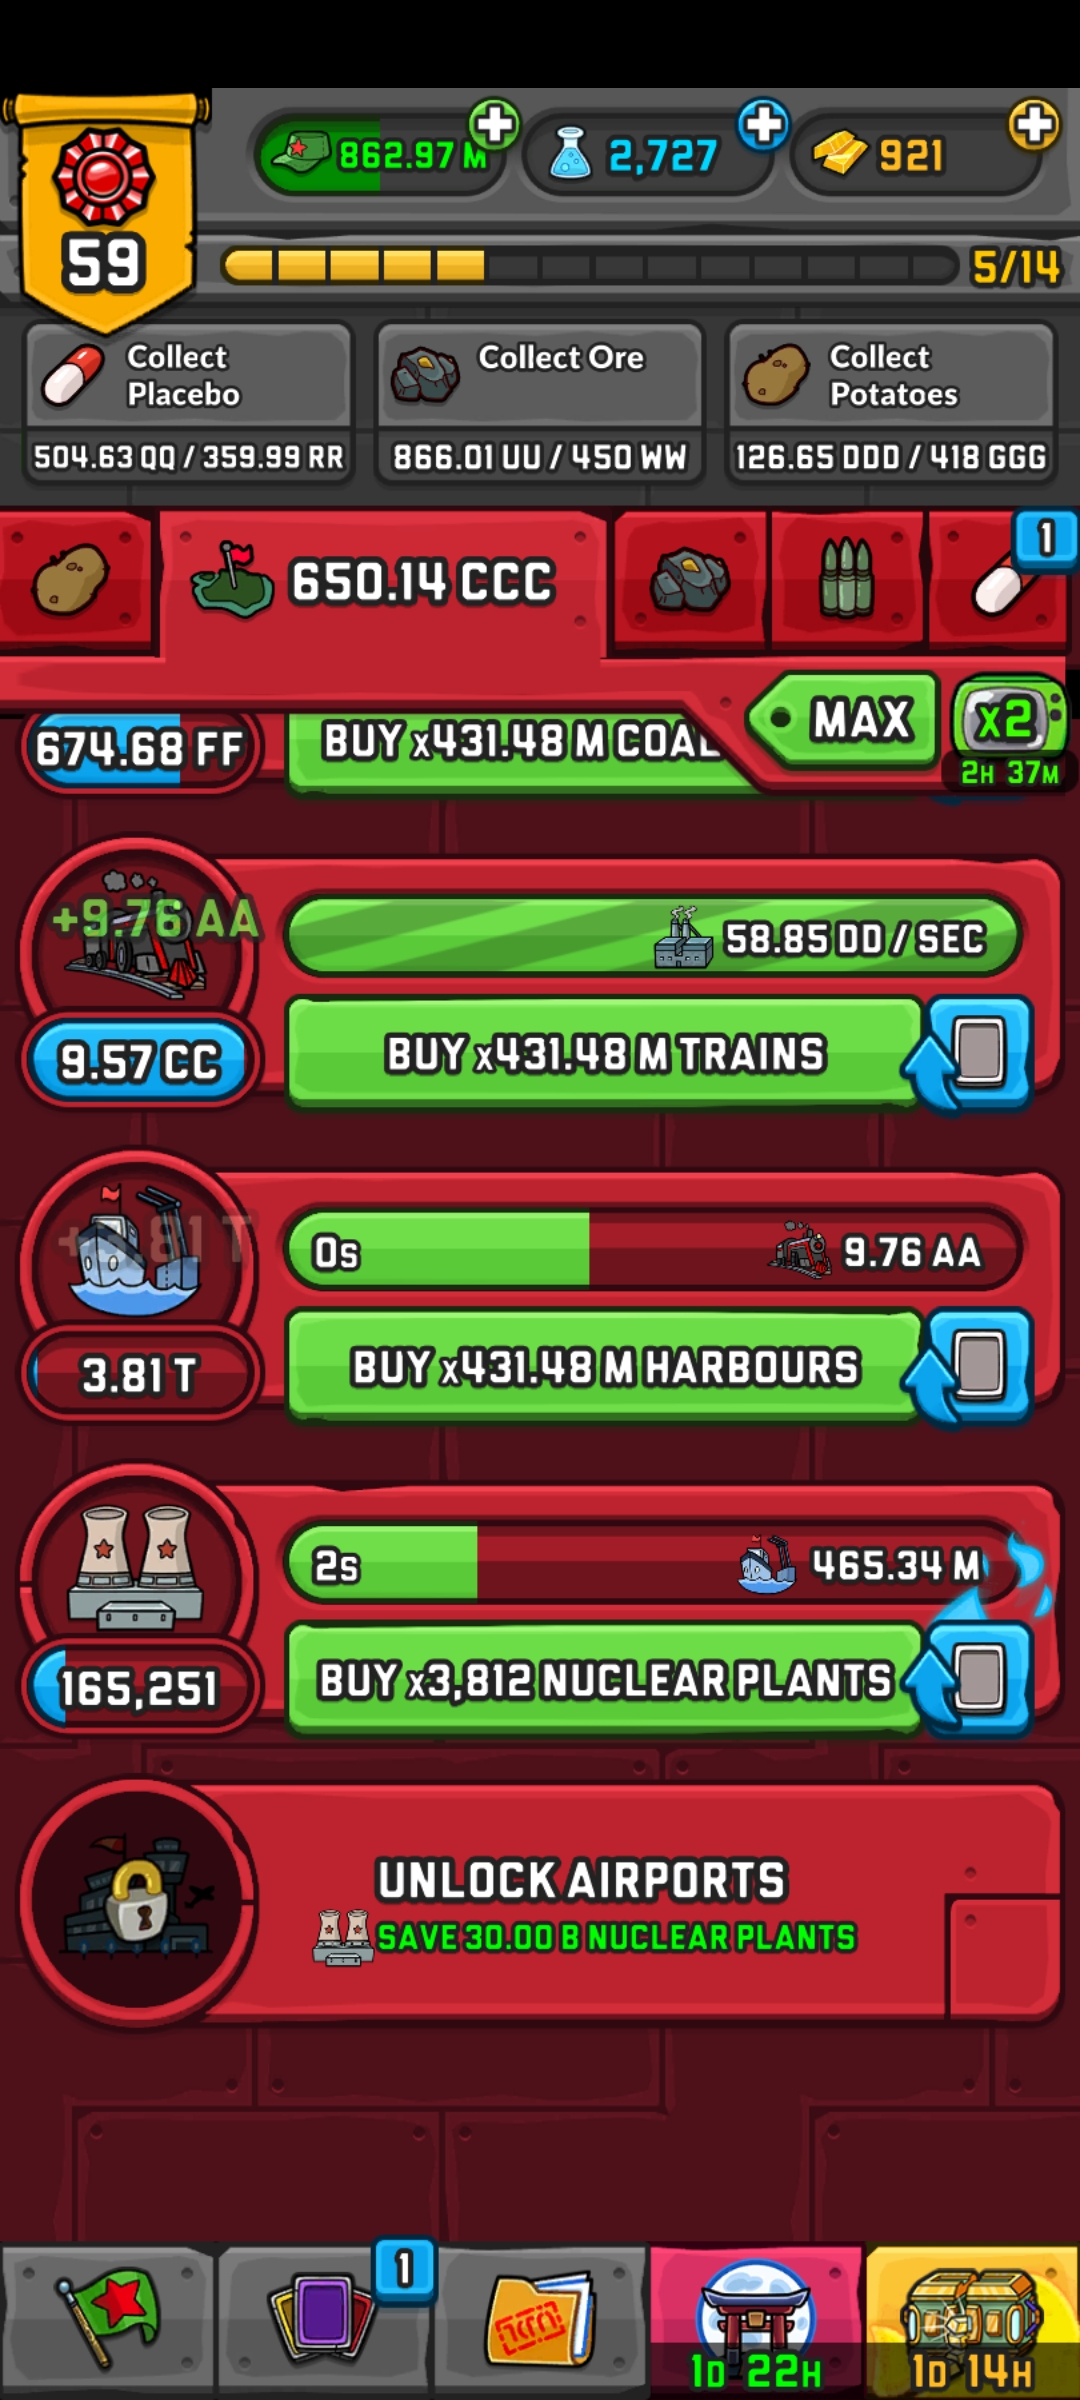 59
862.97 M
2,727
921
5/14
Collect Placebo
504.63 QQ / 359.99 RR
Collect Ore
866.01 UU / 450 WW
Collect Potatoes
126.65 DDD / 418 GGG
650.14 CCC
1
MAX
x2
2H 37M
674.68 FF
BUY x431.48 M COAL
+9.76 AA
58.85 DD / SEC
9.57 CC
BUY x431.48 M TRAINS
0s
9.76 AA
3.81 T
BUY x431.48 M HARBOURS
2s
465.34 M
165,251
BUY x3,812 NUCLEAR PLANTS
UNLOCK AIRPORTS
SAVE 30.00 B NUCLEAR PLANTS
1
1D 22H
1D 14H